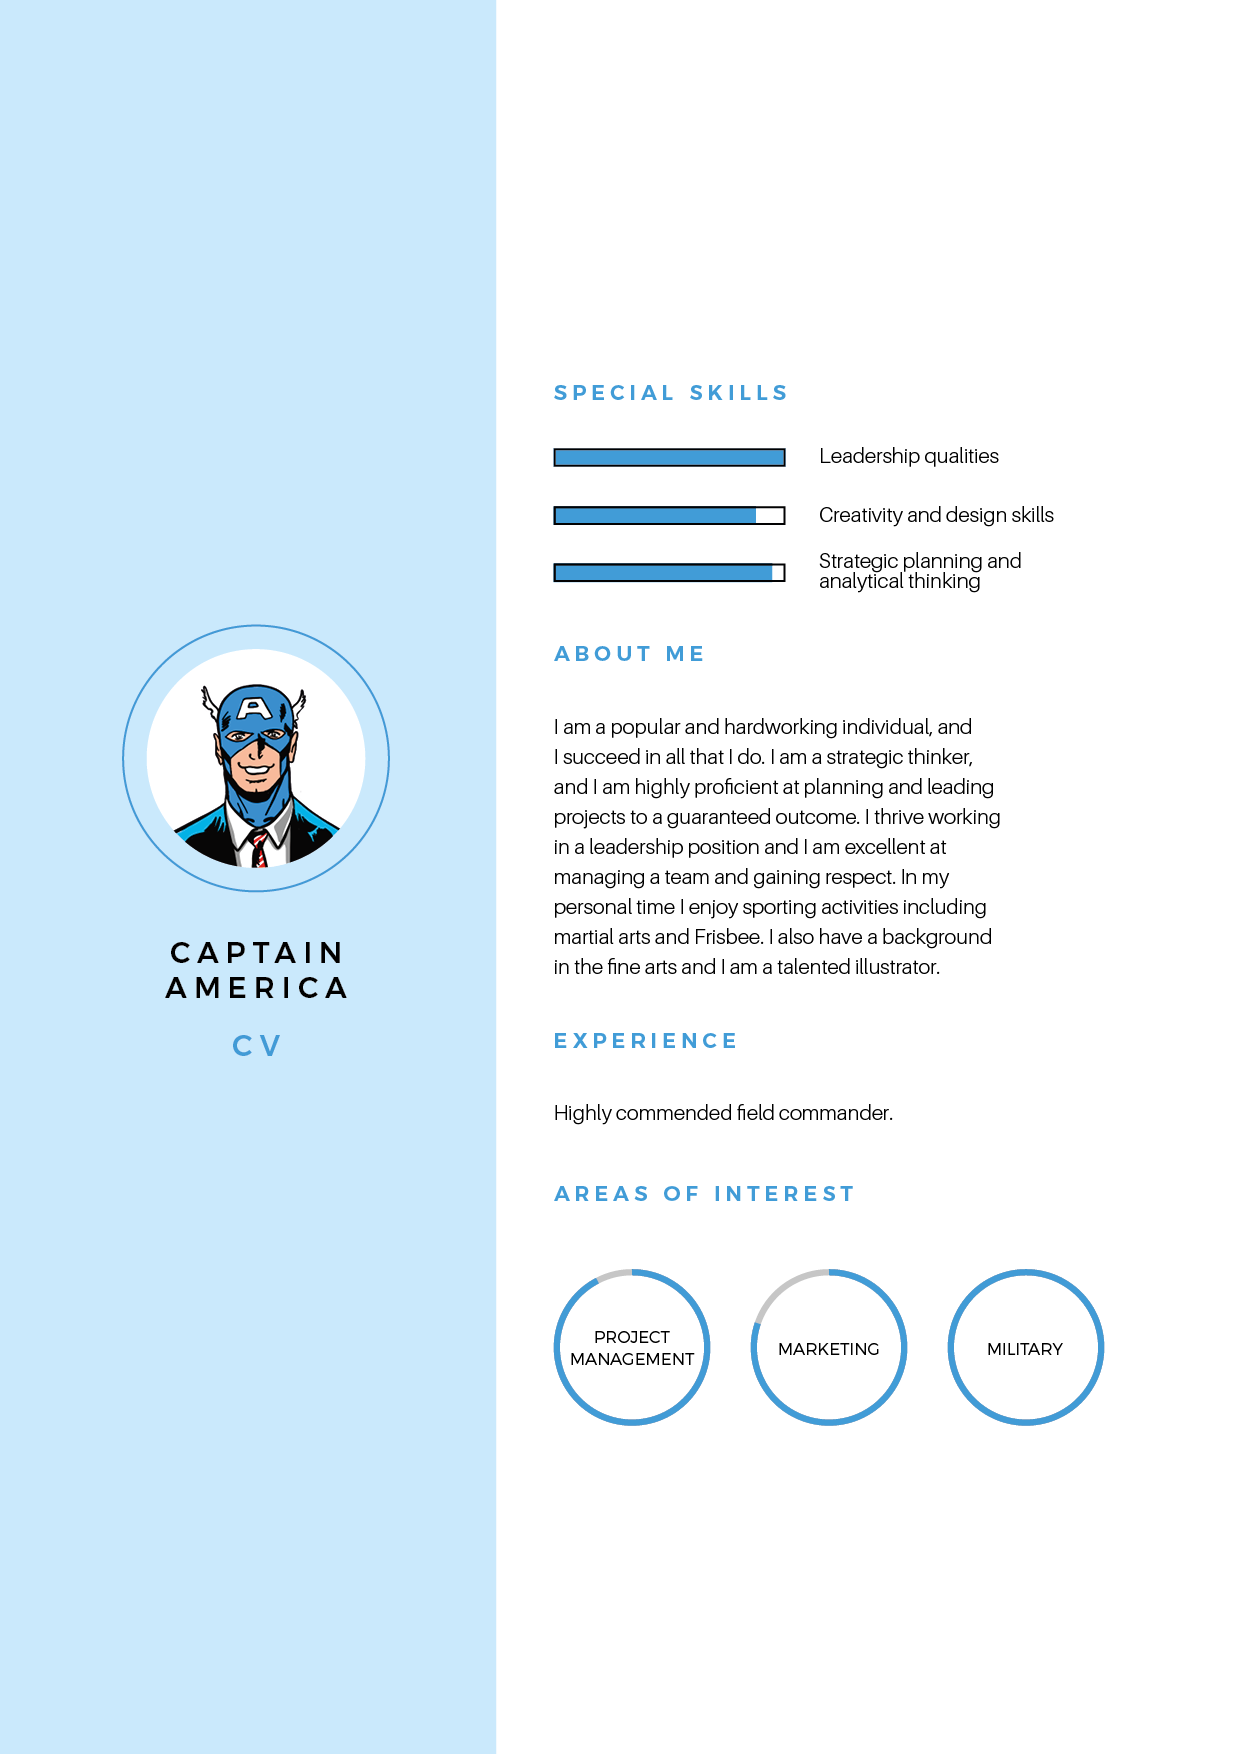 CAPTAIN
AMERICA
CV
SPECIAL SKILLS
Leadership qualities
Creativity and design skills
Strategic planning and
analytical thinking
ABOUT ME
I am a popular and hardworking individual, and
I succeed in all that I do. I am a strategic thinker,
and I am highly proficient at planning and leading
projects to a guaranteed outcome. I thrive working
in a leadership position and I am excellent at
managing a team and gaining respect. In my
personal time I enjoy sporting activities including
martial arts and Frisbee. I also have a background
in the fine arts and I am a talented illustrator.
EXPERIENCE
Highly commended field commander.
AREAS OF INTEREST
PROJECT
MANAGEMENT
MARKETING
MILITARY
A